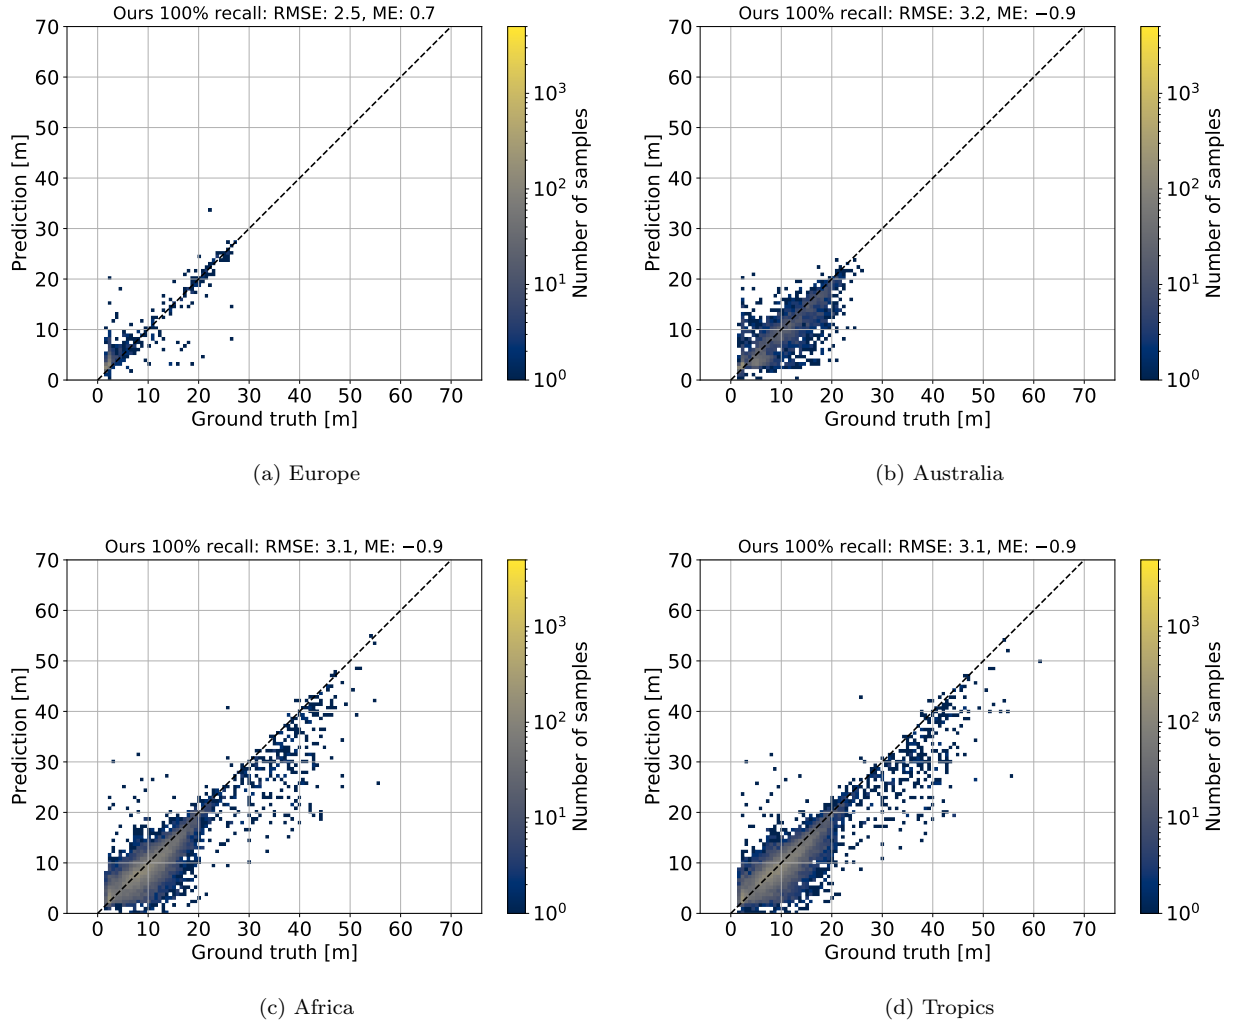 Ours 100% recall: RMSE: 2.5, ME: 0.7
70
60
50
40
30
20
10
0
Prediction [m]
0 10 20 30 40 50 60 70
Ground truth [m]
10³
10²
10¹
10⁰
Number of samples
(a) Europe
Ours 100% recall: RMSE: 3.2, ME: −0.9
70
60
50
40
30
20
10
0
Prediction [m]
0 10 20 30 40 50 60 70
Ground truth [m]
10³
10²
10¹
10⁰
Number of samples
(b) Australia
Ours 100% recall: RMSE: 3.1, ME: −0.9
70
60
50
40
30
20
10
0
Prediction [m]
0 10 20 30 40 50 60 70
Ground truth [m]
10³
10²
10¹
10⁰
Number of samples
(c) Africa
Ours 100% recall: RMSE: 3.1, ME: −0.9
70
60
50
40
30
20
10
0
Prediction [m]
0 10 20 30 40 50 60 70
Ground truth [m]
10³
10²
10¹
10⁰
Number of samples
(d) Tropics